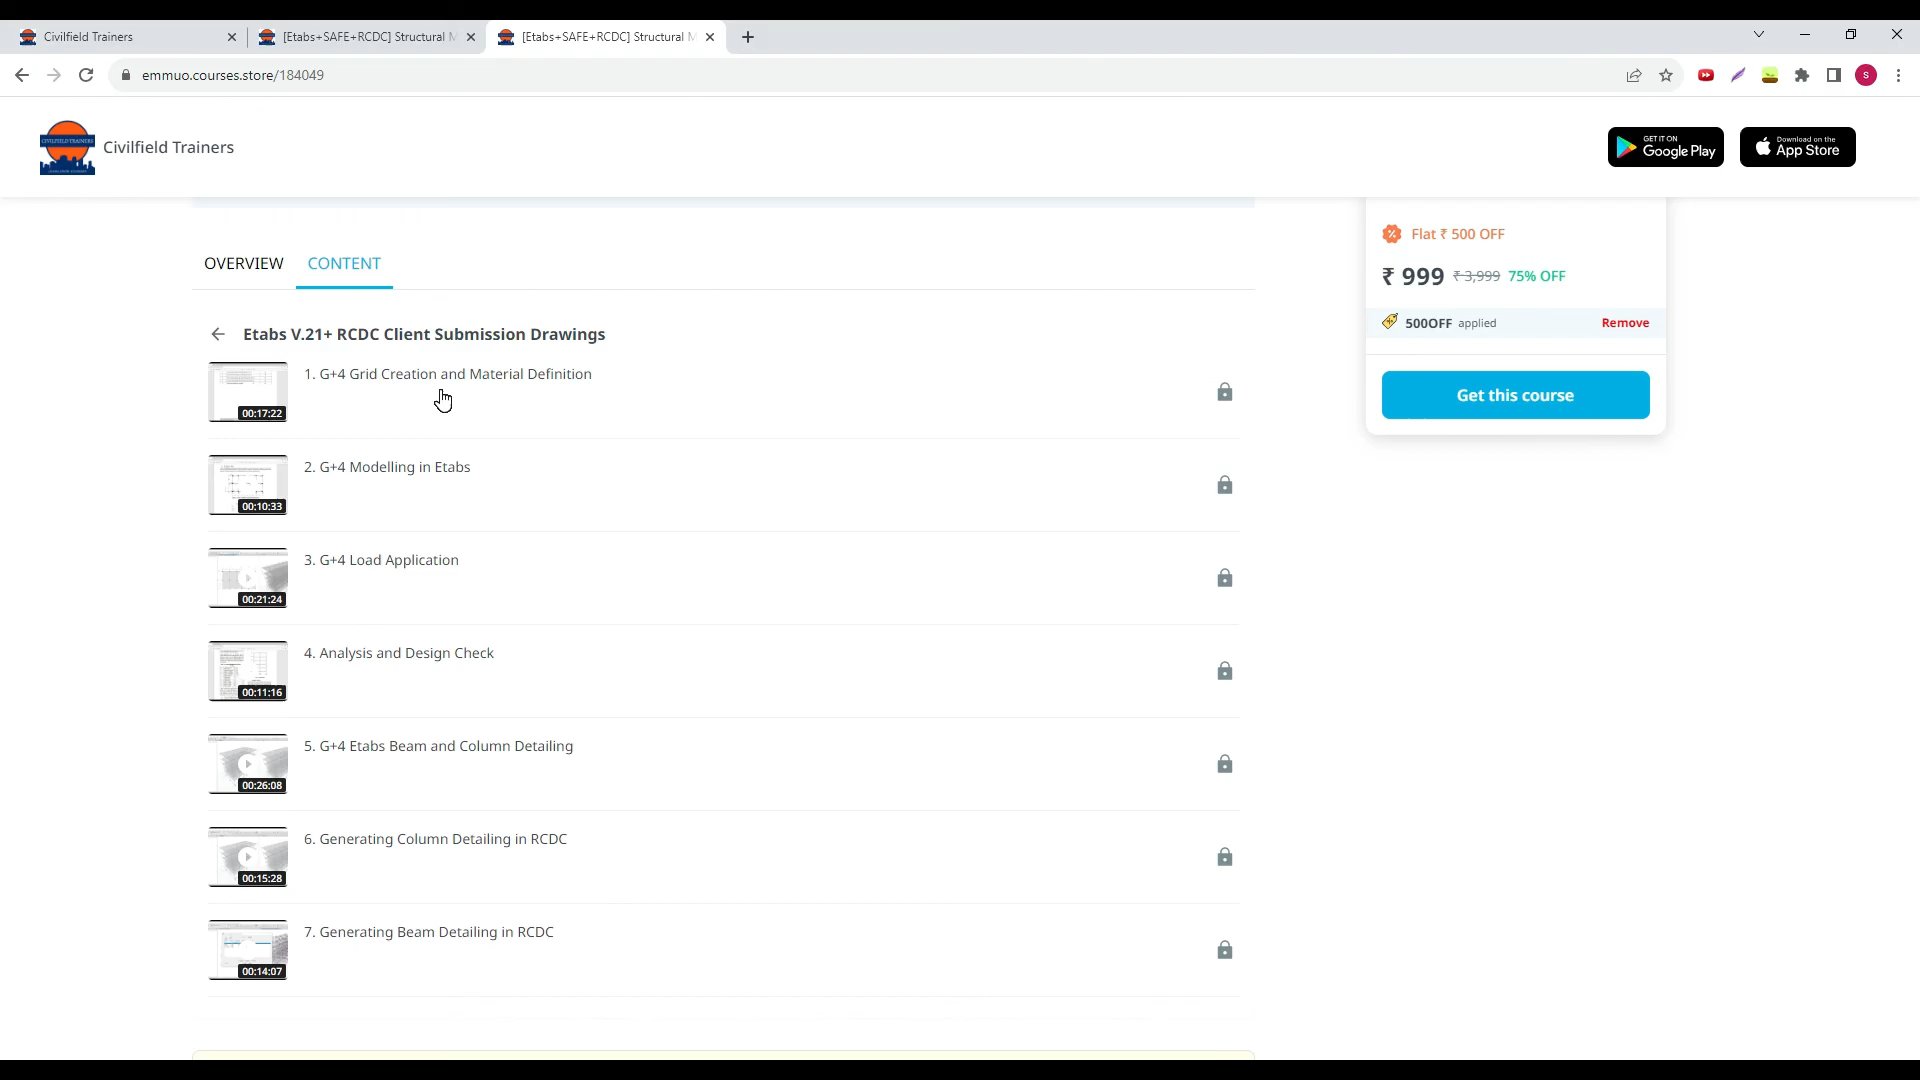 Civilfield Trainers
[Etabs+SAFE+RCDC] Structural M
[Etabs+SAFE+RCDC] Structural M
emmuo.courses.store/184049
S
CIVILFIELD TRAINERS
Civilfield Trainers
GET IT ON
Google Play
Download on the
App Store
Flat ₹ 500 OFF
₹ 999 ₹ 3,999 75% OFF
500OFF applied Remove
Get this course
OVERVIEW CONTENT
Etabs V.21+ RCDC Client Submission Drawings
1. G+4 Grid Creation and Material Definition
00:17:22
2. G+4 Modelling in Etabs
00:10:33
3. G+4 Load Application
00:21:24
4. Analysis and Design Check
00:11:16
5. G+4 Etabs Beam and Column Detailing
00:26:08
6. Generating Column Detailing in RCDC
00:15:28
7. Generating Beam Detailing in RCDC
00:14:07